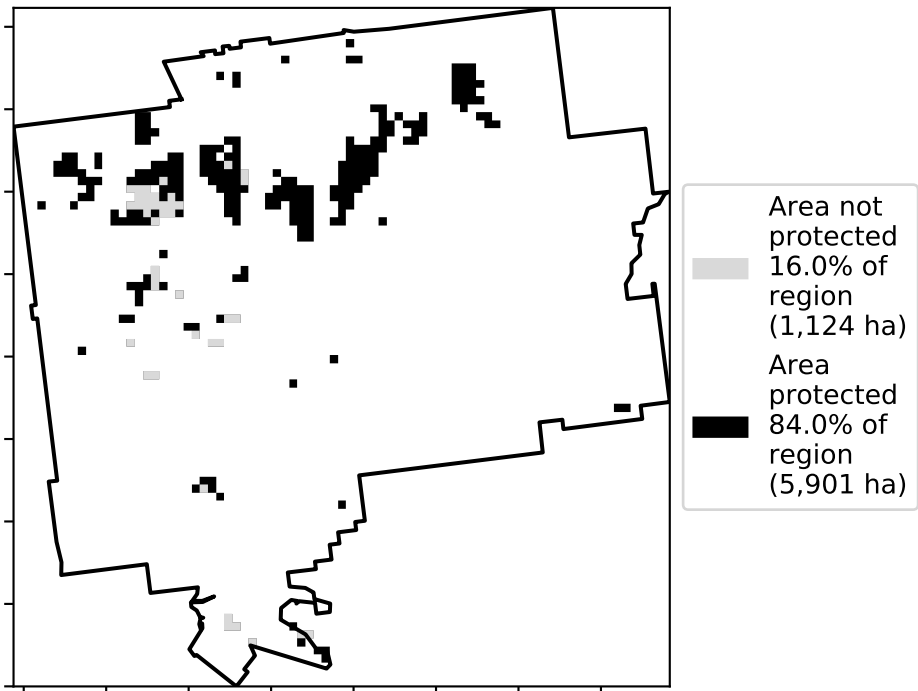 Area not
protected
16.0% of
region
(1,124 ha)
Area
protected
84.0% of
region
(5,901 ha)